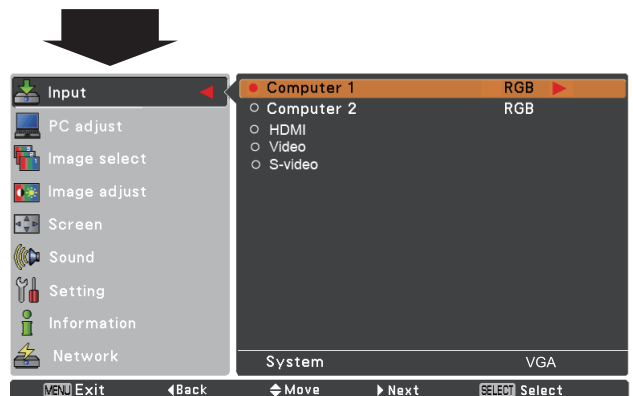 Input
PC adjust
Image select
Image adjust
Screen
Sound
Setting
Information
Network
Computer 1 RGB
Computer 2 RGB
HDMI
Video
S-video
System VGA
MENU Exit Back Move Next SELECT Select